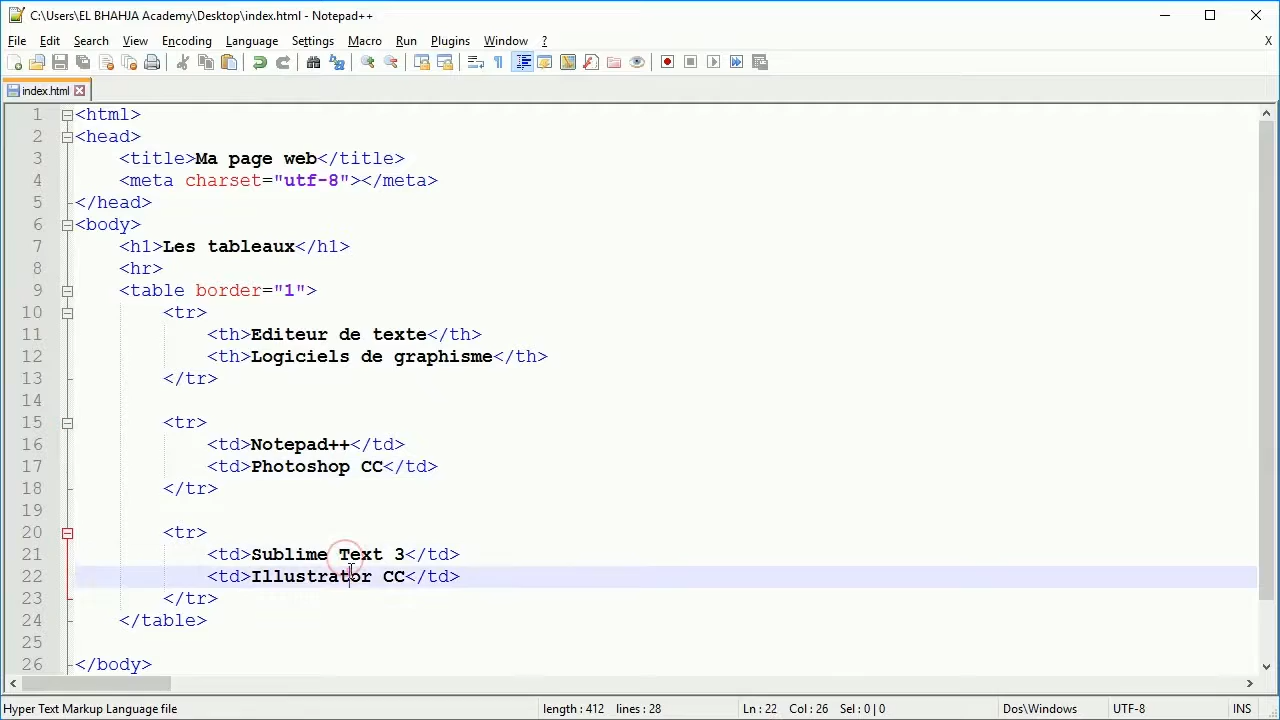 C:\Users\EL BHAHJA Academy\Desktop\index.html - Notepad++
File Edit Search View Encoding Language Settings Macro Run Plugins Window ? X
index.html
1 <html>
2 <head>
3 <title>Ma page web</title>
4 <meta charset="utf-8"></meta>
5 </head>
6 <body>
7 <h1>Les tableaux</h1>
8 <hr>
9 <table border="1">
10 <tr>
11 <th>Editeur de texte</th>
12 <th>Logiciels de graphisme</th>
13 </tr>
14
15 <tr>
16 <td>Notepad++</td>
17 <td>Photoshop CC</td>
18 </tr>
19
20 <tr>
21 <td>Sublime Text 3</td>
22 <td>Illustrator CC</td>
23 </tr>
24 </table>
25
26 </body>
Hyper Text Markup Language file length : 412 lines : 28 Ln : 22 Col : 26 Sel : 0 | 0 Dos\Windows UTF-8 INS